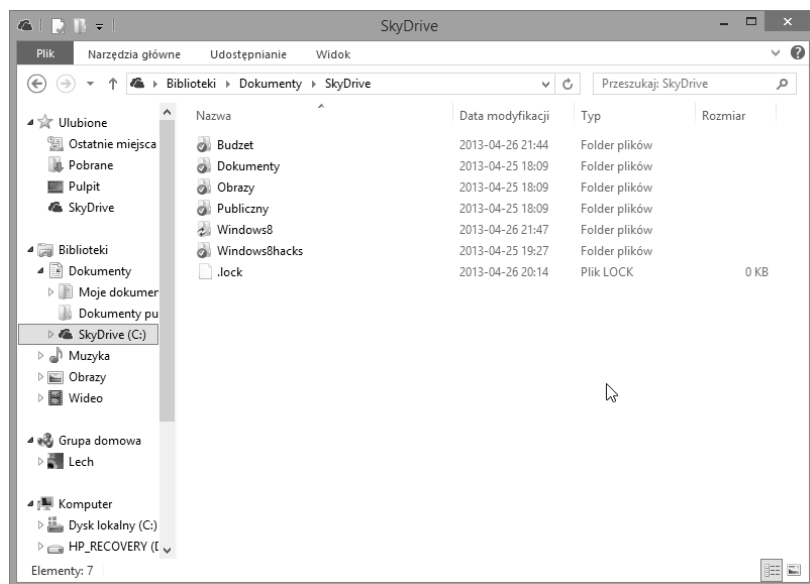 SkyDrive
Plik Narzędzia główne Udostępnianie Widok
Biblioteki Dokumenty SkyDrive Przeszukaj: SkyDrive
Nazwa Data modyfikacji Typ Rozmiar
Ulubione
Ostatnie miejsca
Pobrane
Pulpit
SkyDrive
Biblioteki
Dokumenty
Moje dokumer
Dokumenty pu
SkyDrive (C:)
Muzyka
Obrazy
Wideo
Grupa domowa
Lech
Komputer
Dysk lokalny (C:)
HP_RECOVERY (D
Budzet 2013-04-26 21:44 Folder plików
Dokumenty 2013-04-25 18:09 Folder plików
Obrazy 2013-04-25 18:09 Folder plików
Publiczny 2013-04-25 18:09 Folder plików
Windows8 2013-04-26 21:47 Folder plików
Windows8hacks 2013-04-25 19:27 Folder plików
.lock 2013-04-26 20:14 Plik LOCK 0 KB
Elementy: 7